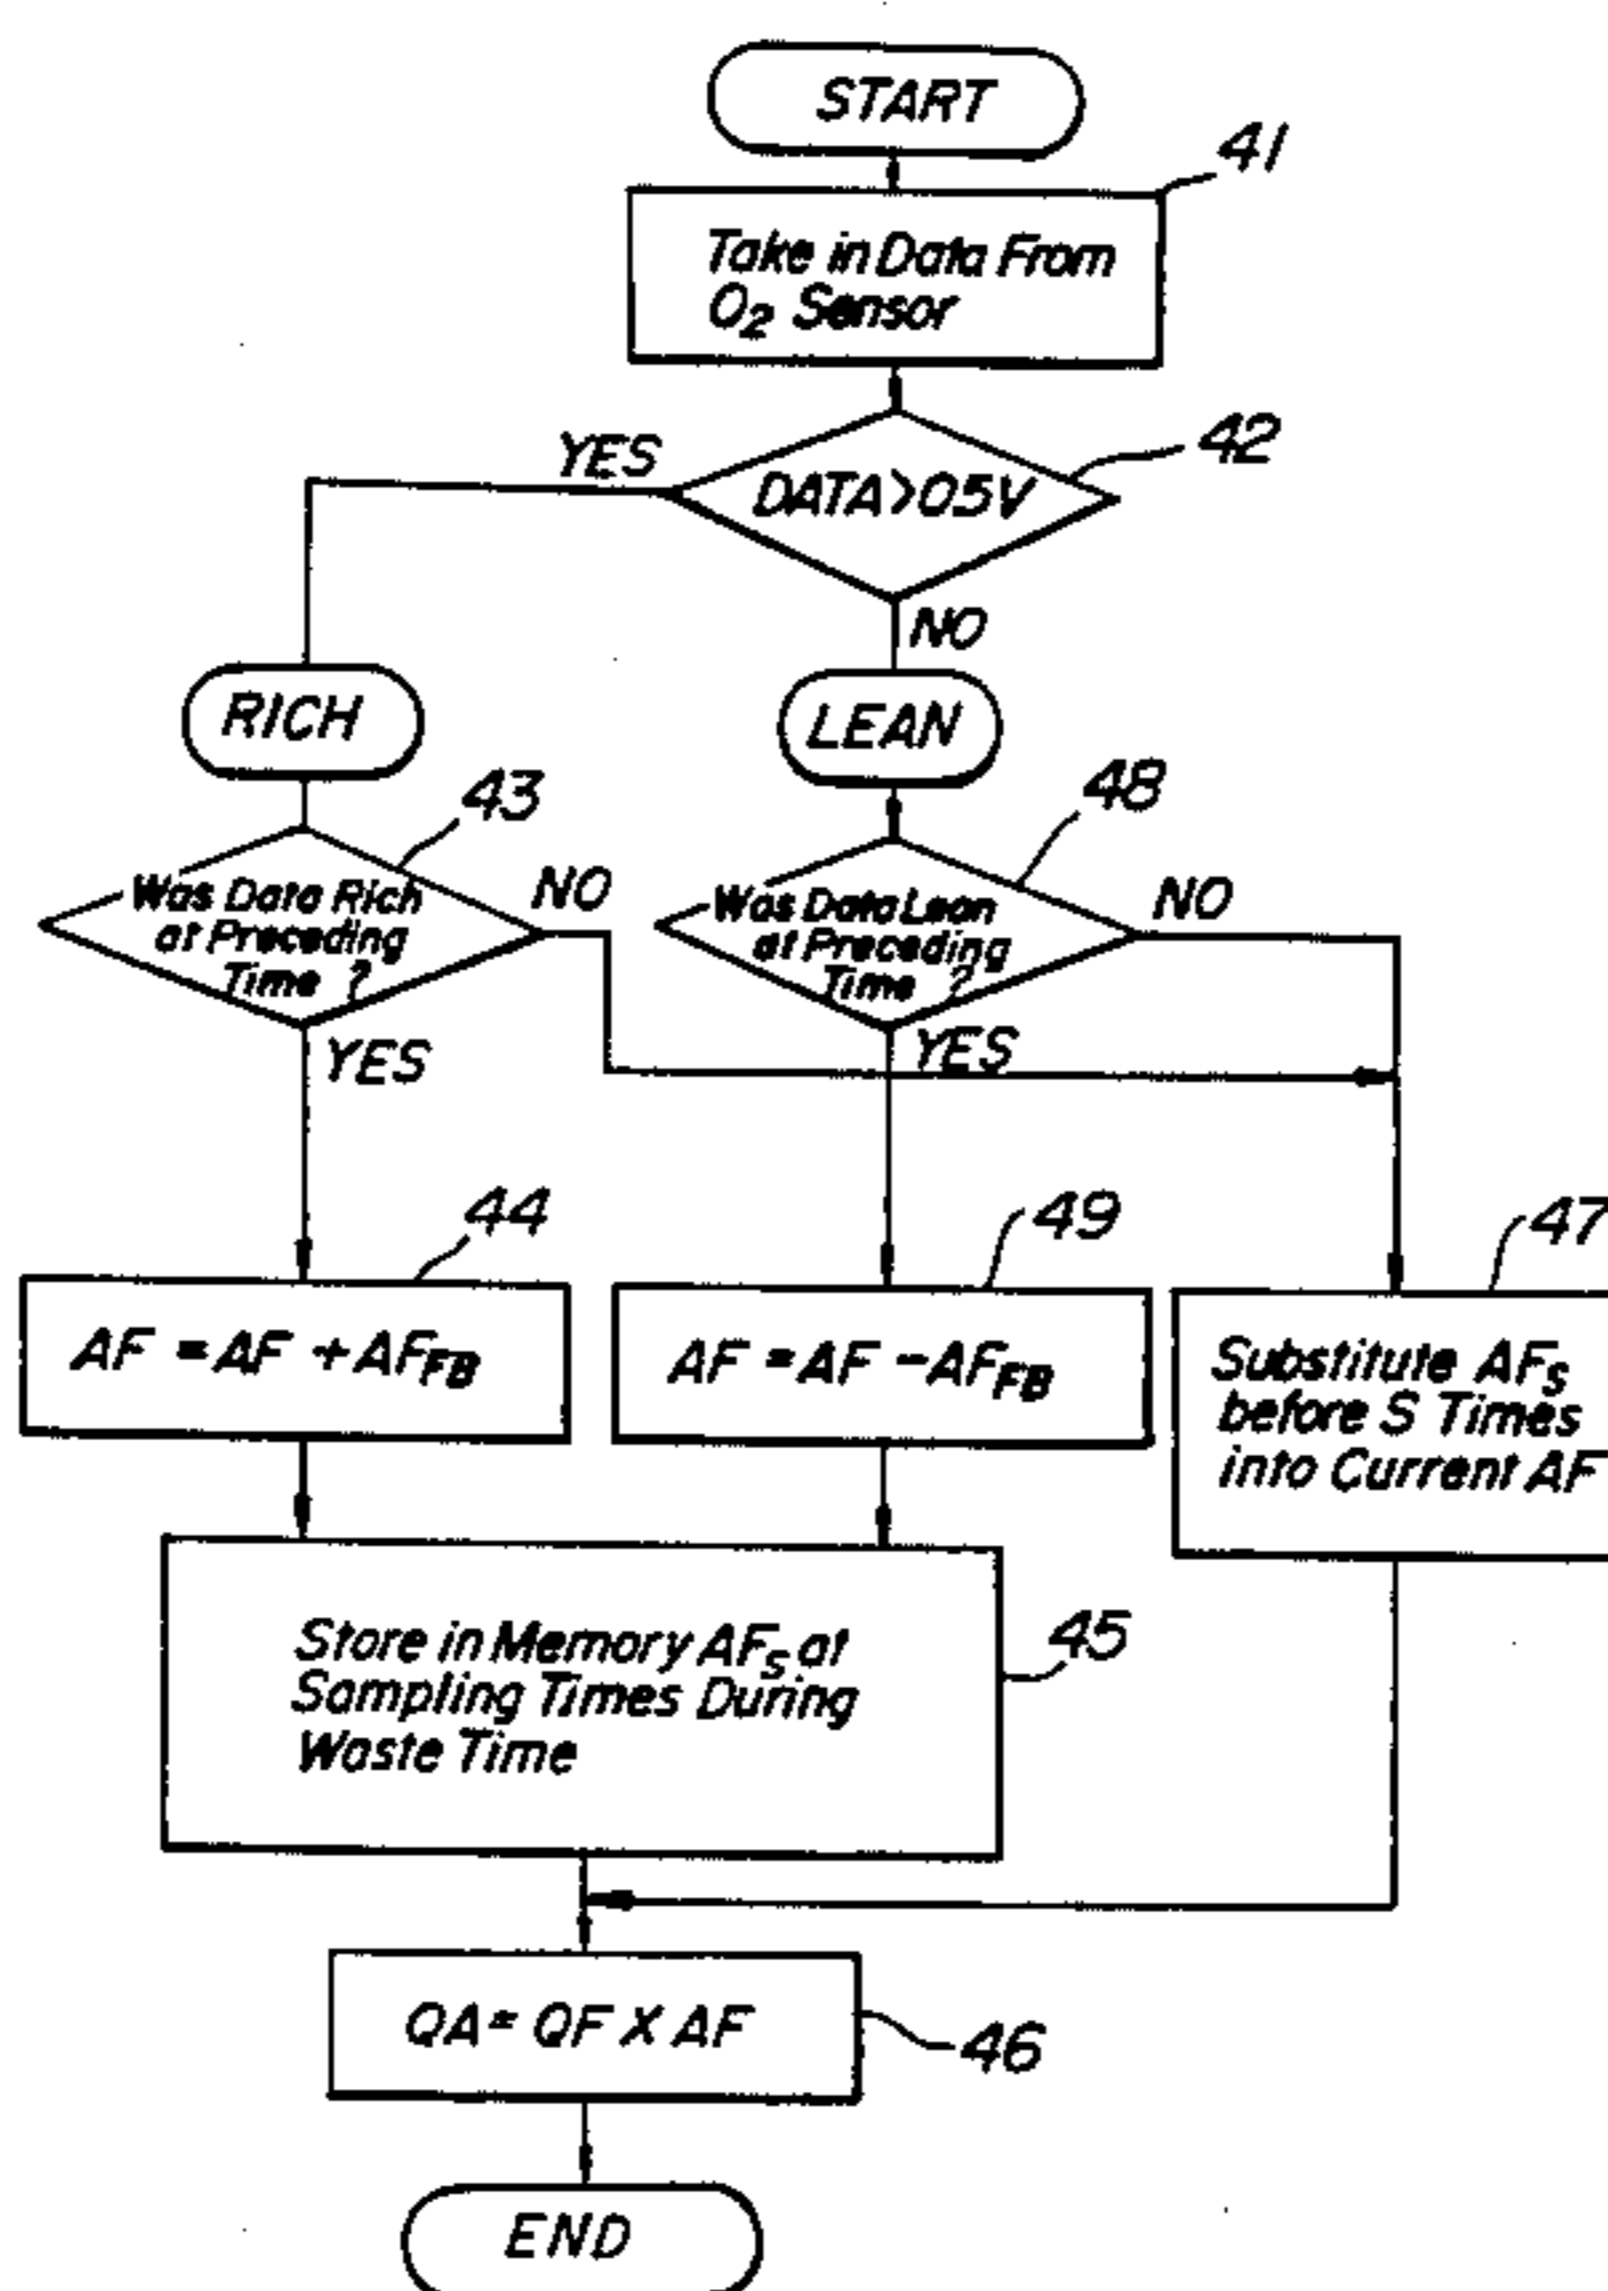 START
41
Take in Data From
O2 Sensor
42
YES
DATA>05V
NO
RICH
LEAN
43
48
Was Data Rich
at Preceding
Time ?
NO
Was Data Lean
at Preceding
Time ?
NO
YES
YES
44
49
47
AF = AF + AFFB
AF = AF - AFFB
Substitute AFS
before S Times
into Current AF
Store in Memory AFS at
Sampling Times During
Waste Time
45
QA = QF X AF
46
END